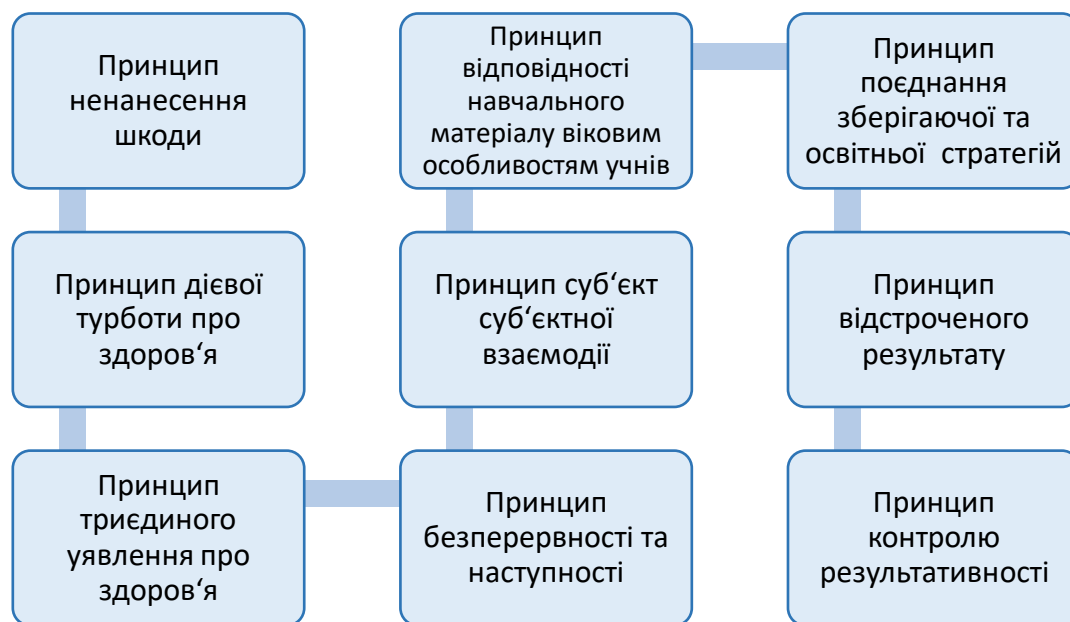 Принцип
ненанесення
шкоди
Принцип дієвої
турботи про
здоров‘я
Принцип
триєдиного
уявлення про
здоров‘я
Принцип
безперервності та
наступності
Принцип суб‘єкт
суб‘єктної
взаємодії
Принцип
відповідності
навчального
матеріалу віковим
особливостям учнів
Принцип
поєднання
зберігаючої та
освітньої стратегій
Принцип
відстроченого
результату
Принцип
контролю
результативності